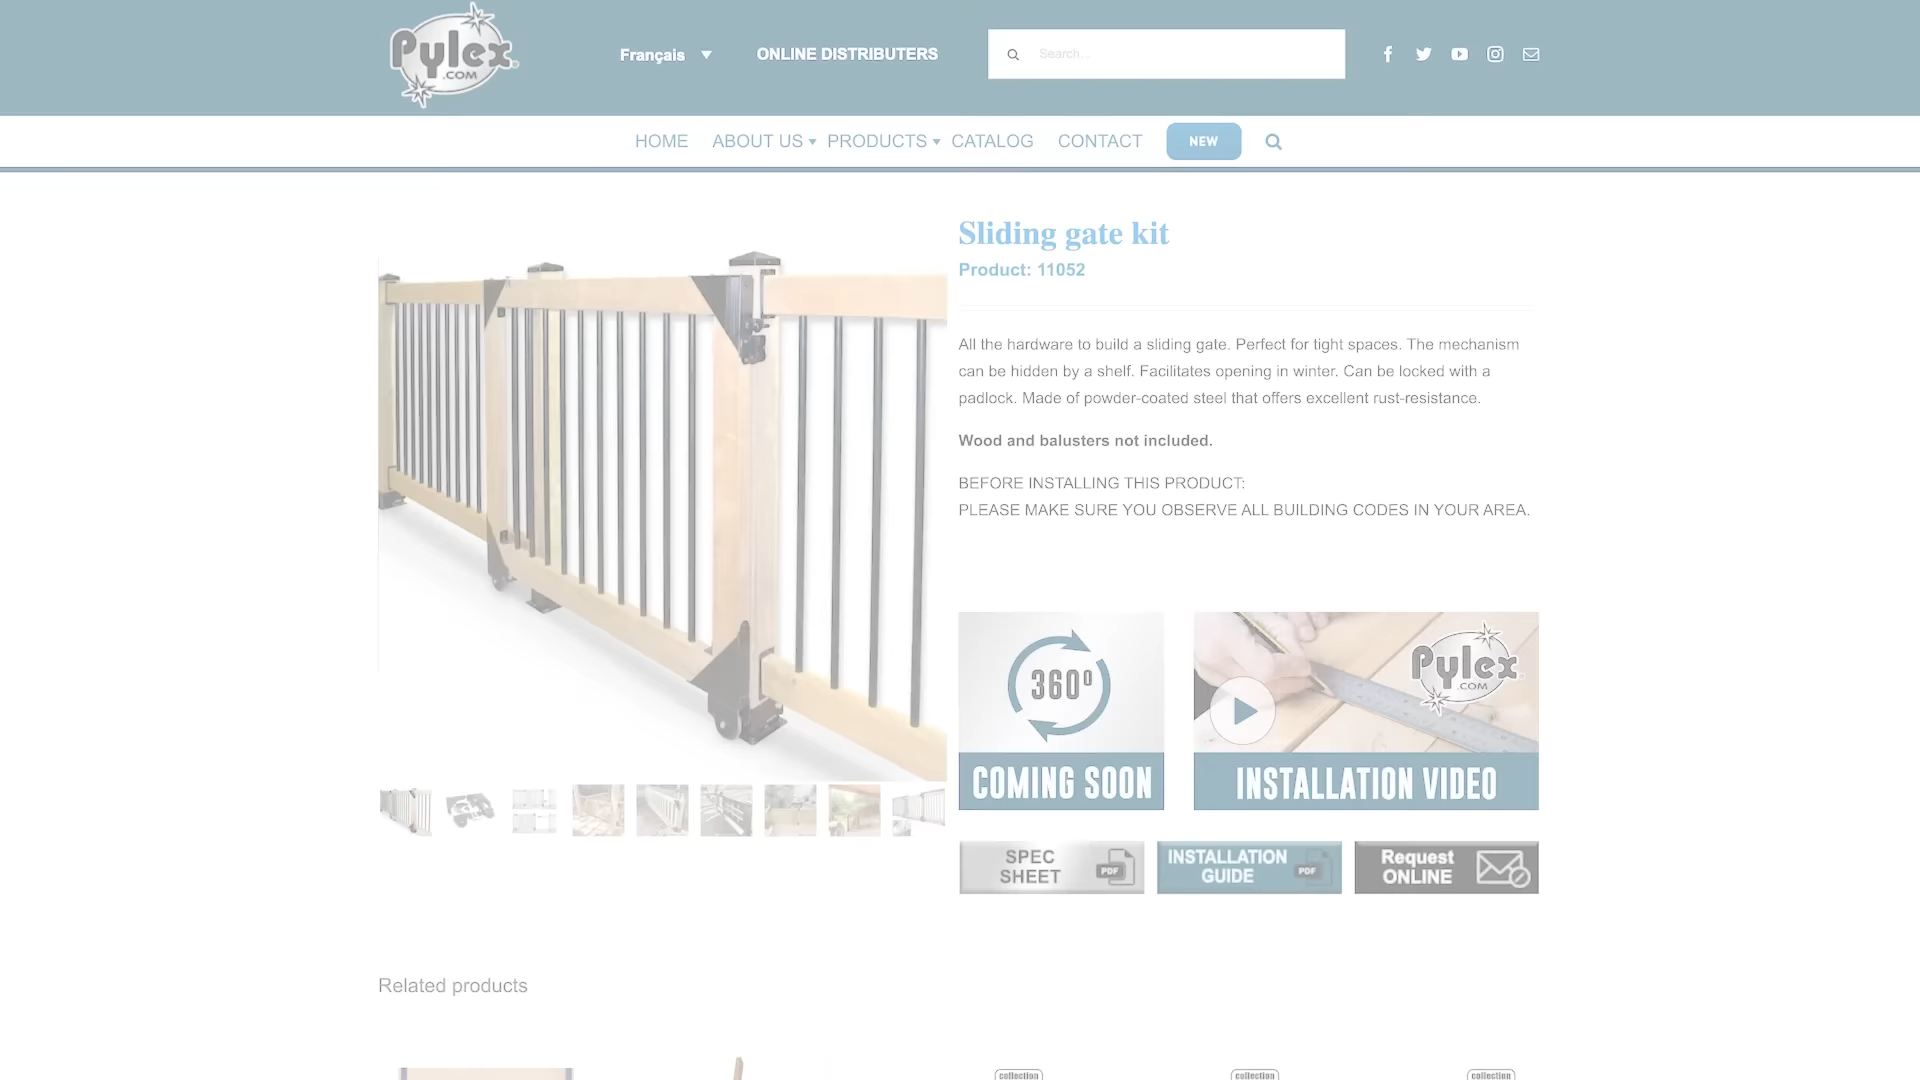 Pylex
.COM
Français
ONLINE DISTRIBUTERS
Search...
HOME
ABOUT US
PRODUCTS
CATALOG
CONTACT
NEW
Sliding gate kit
Product: 11052
All the hardware to build a sliding gate. Perfect for tight spaces. The mechanism
can be hidden by a shelf. Facilitates opening in winter. Can be locked with a
padlock. Made of powder-coated steel that offers excellent rust-resistance.
Wood and balusters not included.
BEFORE INSTALLING THIS PRODUCT:
PLEASE MAKE SURE YOU OBSERVE ALL BUILDING CODES IN YOUR AREA.
360º
COMING SOON
Pylex
.COM
INSTALLATION VIDEO
SPEC
SHEET
PDF
INSTALLATION
GUIDE
PDF
Request
ONLINE
Related products
collection
collection
collection